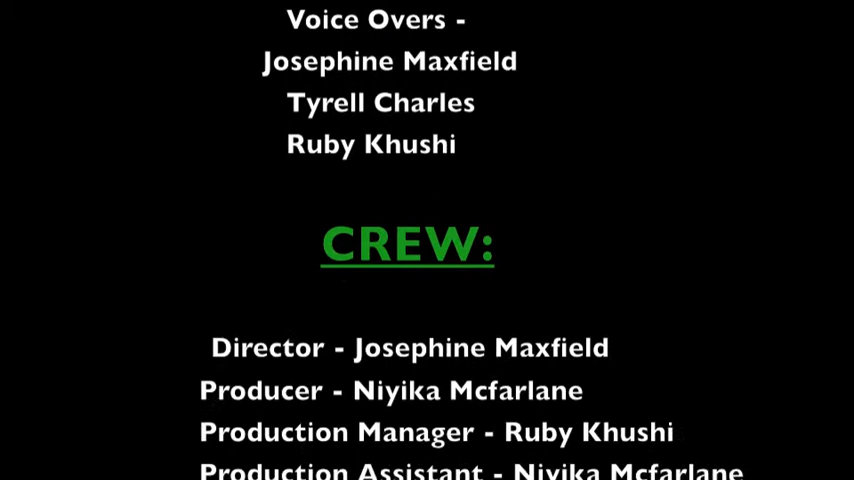 Voice Overs -
Josephine Maxfield
Tyrell Charles
Ruby Khushi
CREW:
Director - Josephine Maxfield
Producer - Niyika Mcfarlane
Production Manager - Ruby Khushi
Production Assistant - Niyika Mcfarlane